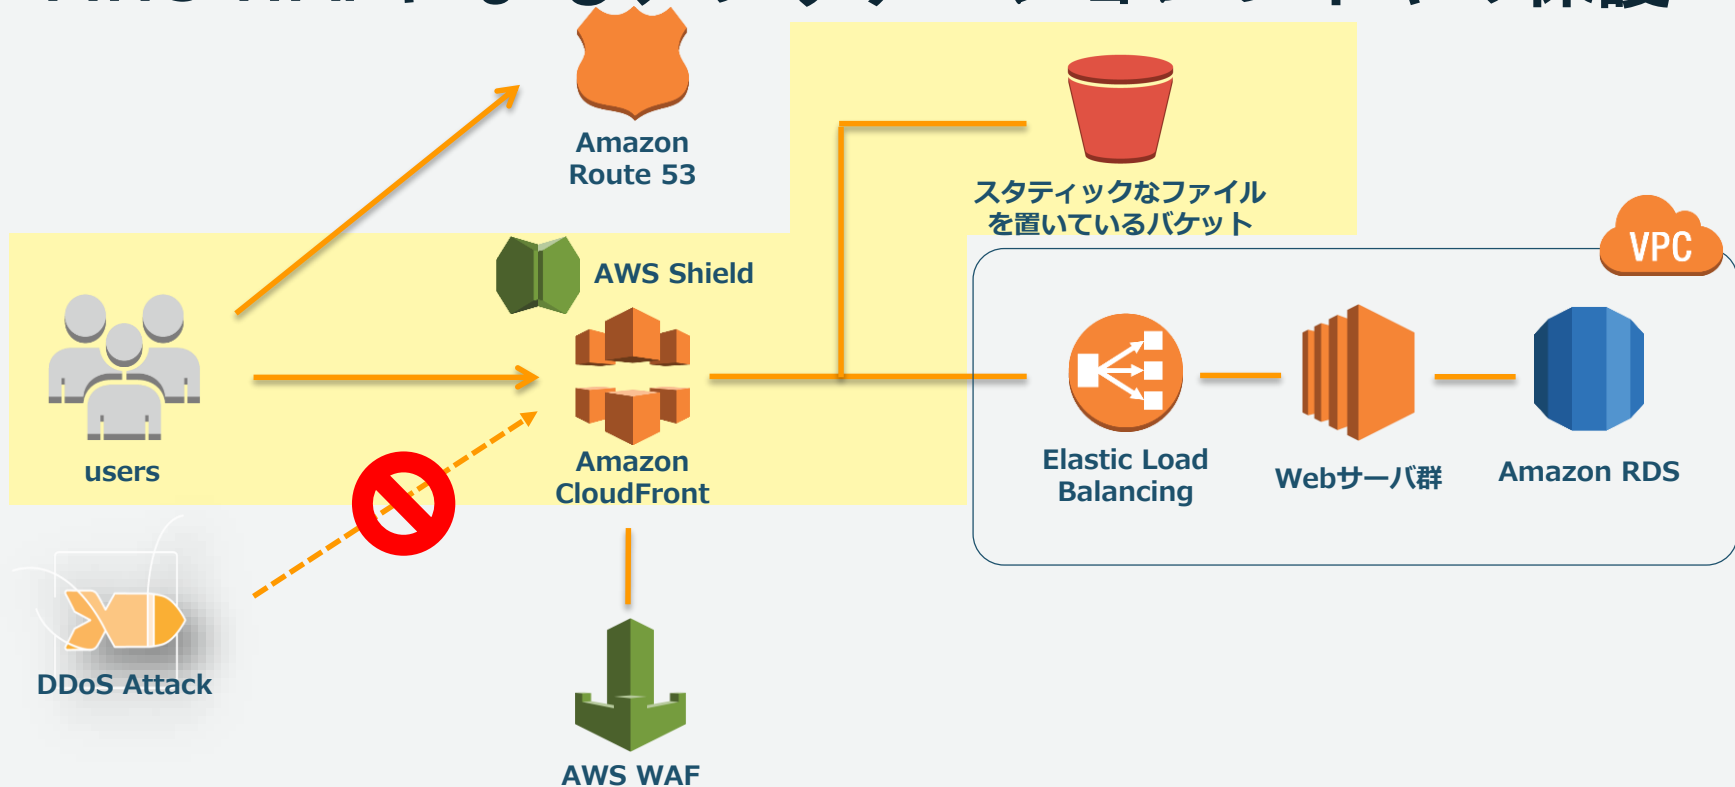 Amazon
Route 53
スタティックなファイル
を置いているバケット
VPC
AWS Shield
users
Amazon
CloudFront
Elastic Load
Balancing
Webサーバ群
Amazon RDS
DDoS Attack
AWS WAF